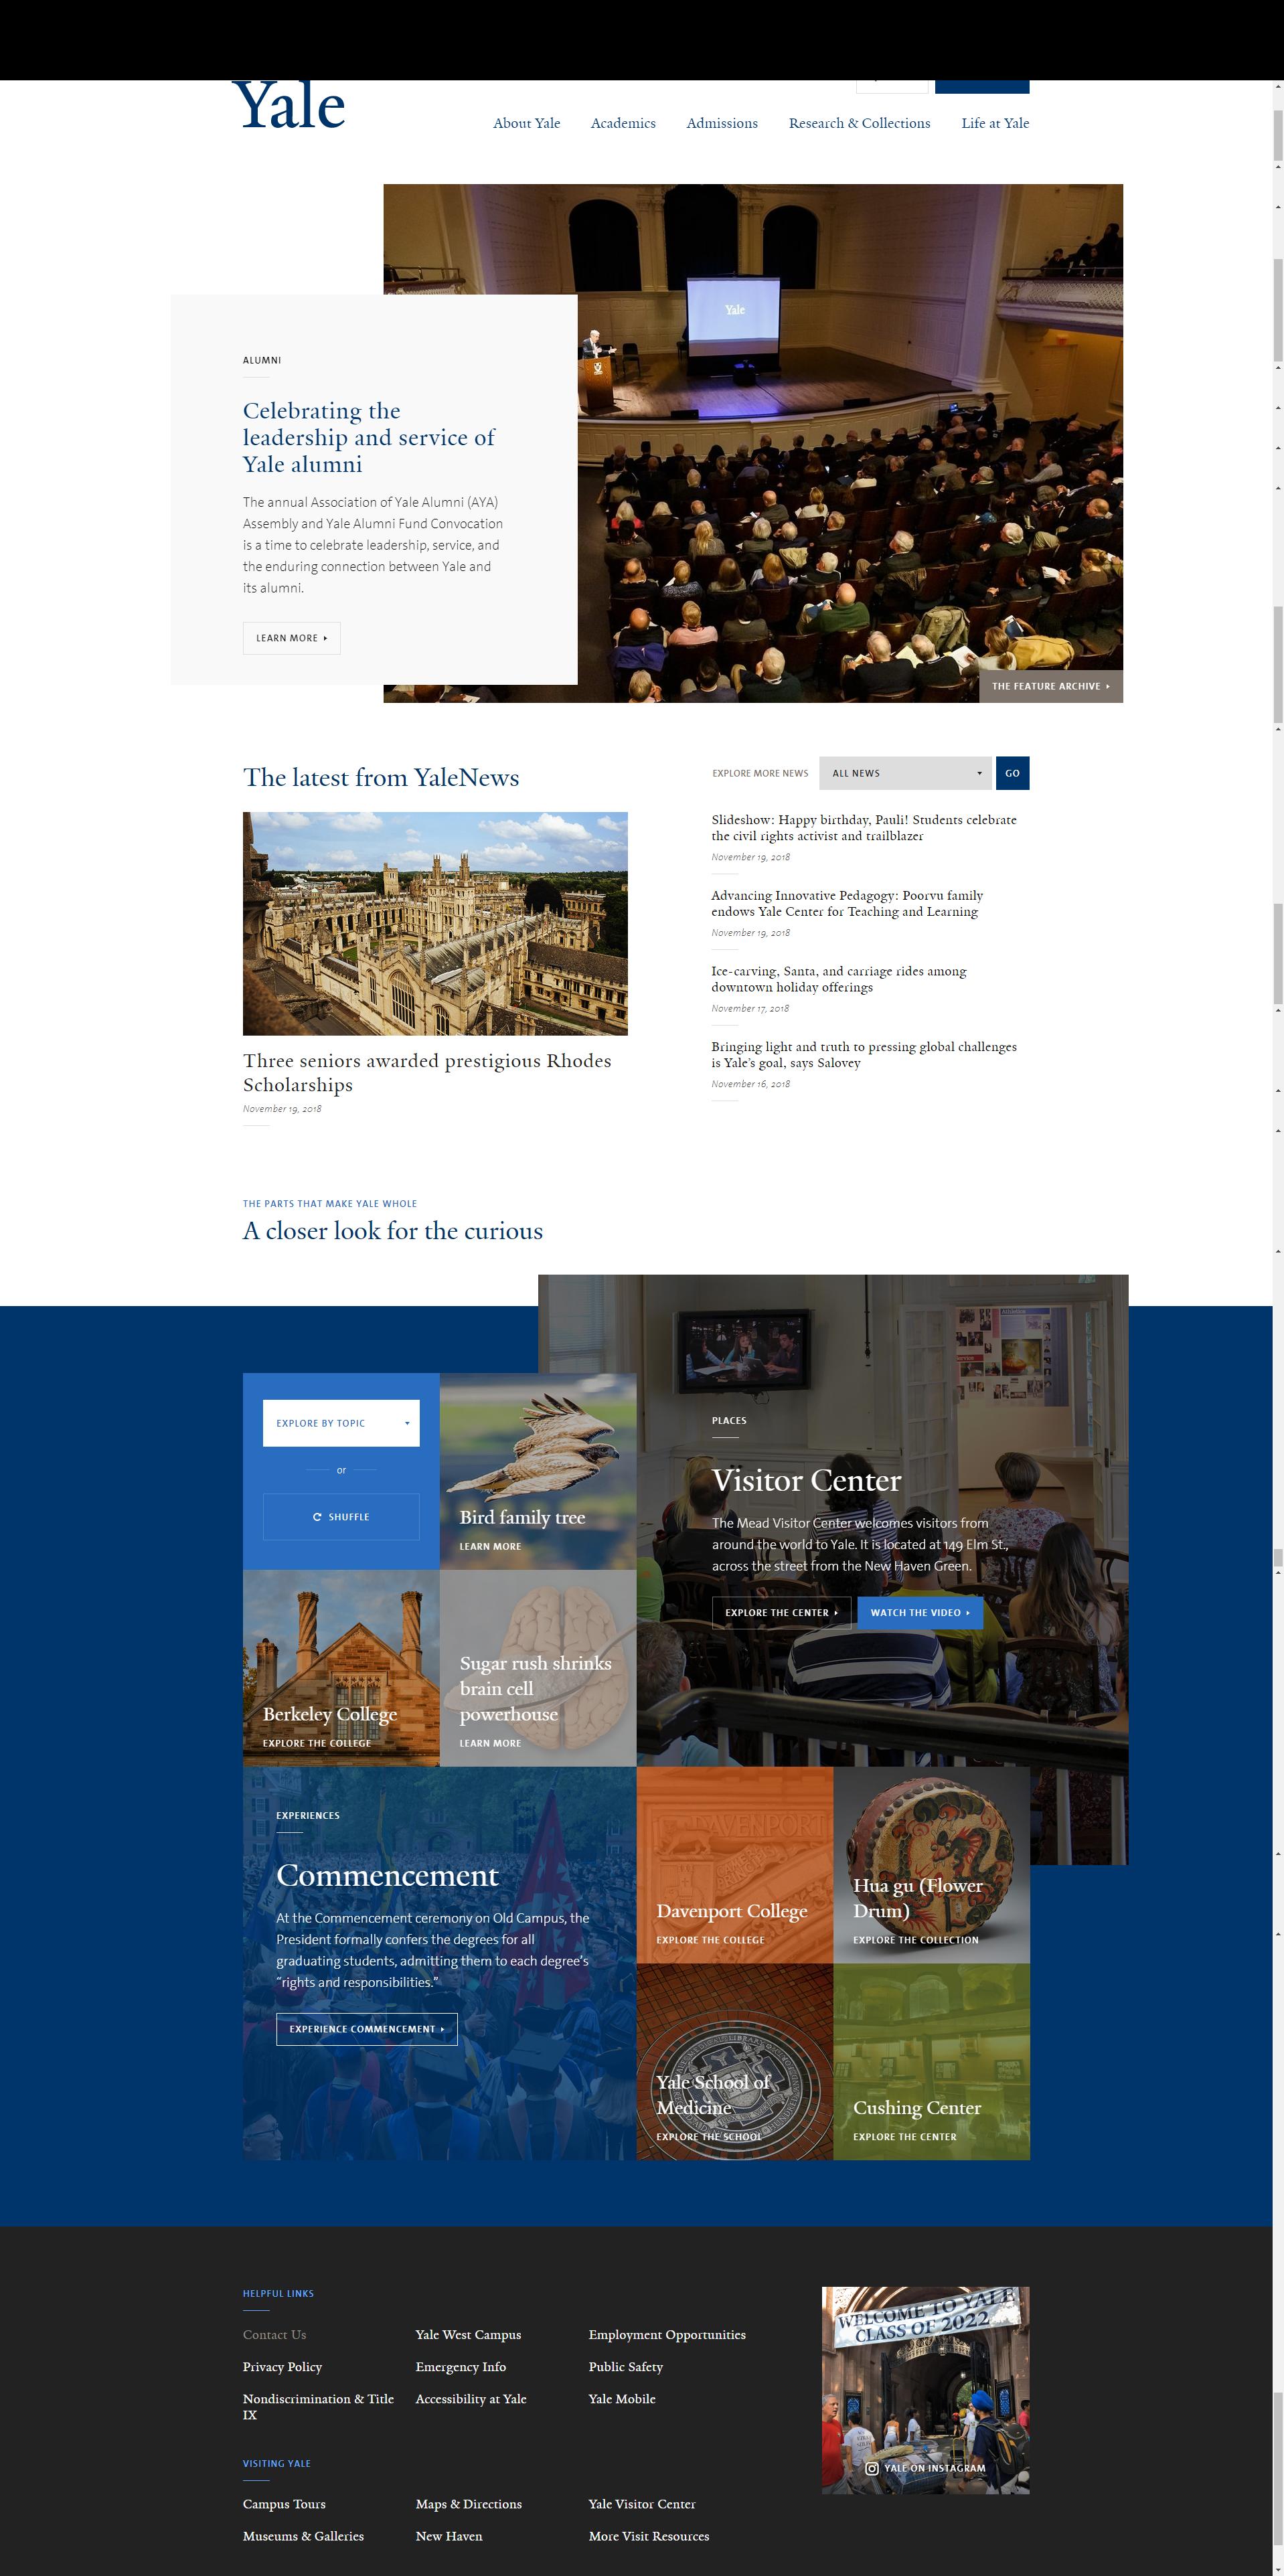 Yale
About Yale
Academics
Admissions
Research & Collections
Life at Yale
Yale
ALUMNI
Celebrating the
leadership and service of
Yale alumni
The annual Association of Yale Alumni (AYA)
Assembly and Yale Alumni Fund Convocation
is a time to celebrate leadership, service, and
the enduring connection between Yale and
its alumni.
LEARN MORE
THE FEATURE ARCHIVE
The latest from YaleNews
EXPLORE MORE NEWS
ALL NEWS
GO
Three seniors awarded prestigious Rhodes
Scholarships
November 19, 2018
Slideshow: Happy birthday, Pauli! Students celebrate
the civil rights activist and trailblazer
November 19, 2018
Advancing Innovative Pedagogy: Poorvu family
endows Yale Center for Teaching and Learning
November 19, 2018
Ice-carving, Santa, and carriage rides among
downtown holiday offerings
November 17, 2018
Bringing light and truth to pressing global challenges
is Yale's goal, says Salovey
November 16, 2018
THE PARTS THAT MAKE YALE WHOLE
A closer look for the curious
EXPLORE BY TOPIC
or
SHUFFLE
Bird family tree
LEARN MORE
PLACES
Visitor Center
The Mead Visitor Center welcomes visitors from
around the world to Yale. It is located at 149 Elm St.,
across the street from the New Haven Green.
EXPLORE THE CENTER
WATCH THE VIDEO
Berkeley College
EXPLORE THE COLLEGE
Sugar rush shrinks
brain cell
powerhouse
LEARN MORE
EXPERIENCES
Commencement
At the Commencement ceremony on Old Campus, the
President formally confers the degrees for all
graduating students, admitting them to each degree's
"rights and responsibilities."
EXPERIENCE COMMENCEMENT
DAVENPORT
Davenport College
EXPLORE THE COLLEGE
Hua gu (Flower
Drum)
EXPLORE THE COLLECTION
Yale School of
Medicine
EXPLORE THE SCHOOL
Cushing Center
EXPLORE THE CENTER
HELPFUL LINKS
Contact Us
Yale West Campus
Employment Opportunities
Privacy Policy
Emergency Info
Public Safety
Nondiscrimination & Title
IX
Accessibility at Yale
Yale Mobile
WELCOME TO YALE
CLASS OF 2022
YALE ON INSTAGRAM
VISITING YALE
Campus Tours
Maps & Directions
Yale Visitor Center
Museums & Galleries
New Haven
More Visit Resources